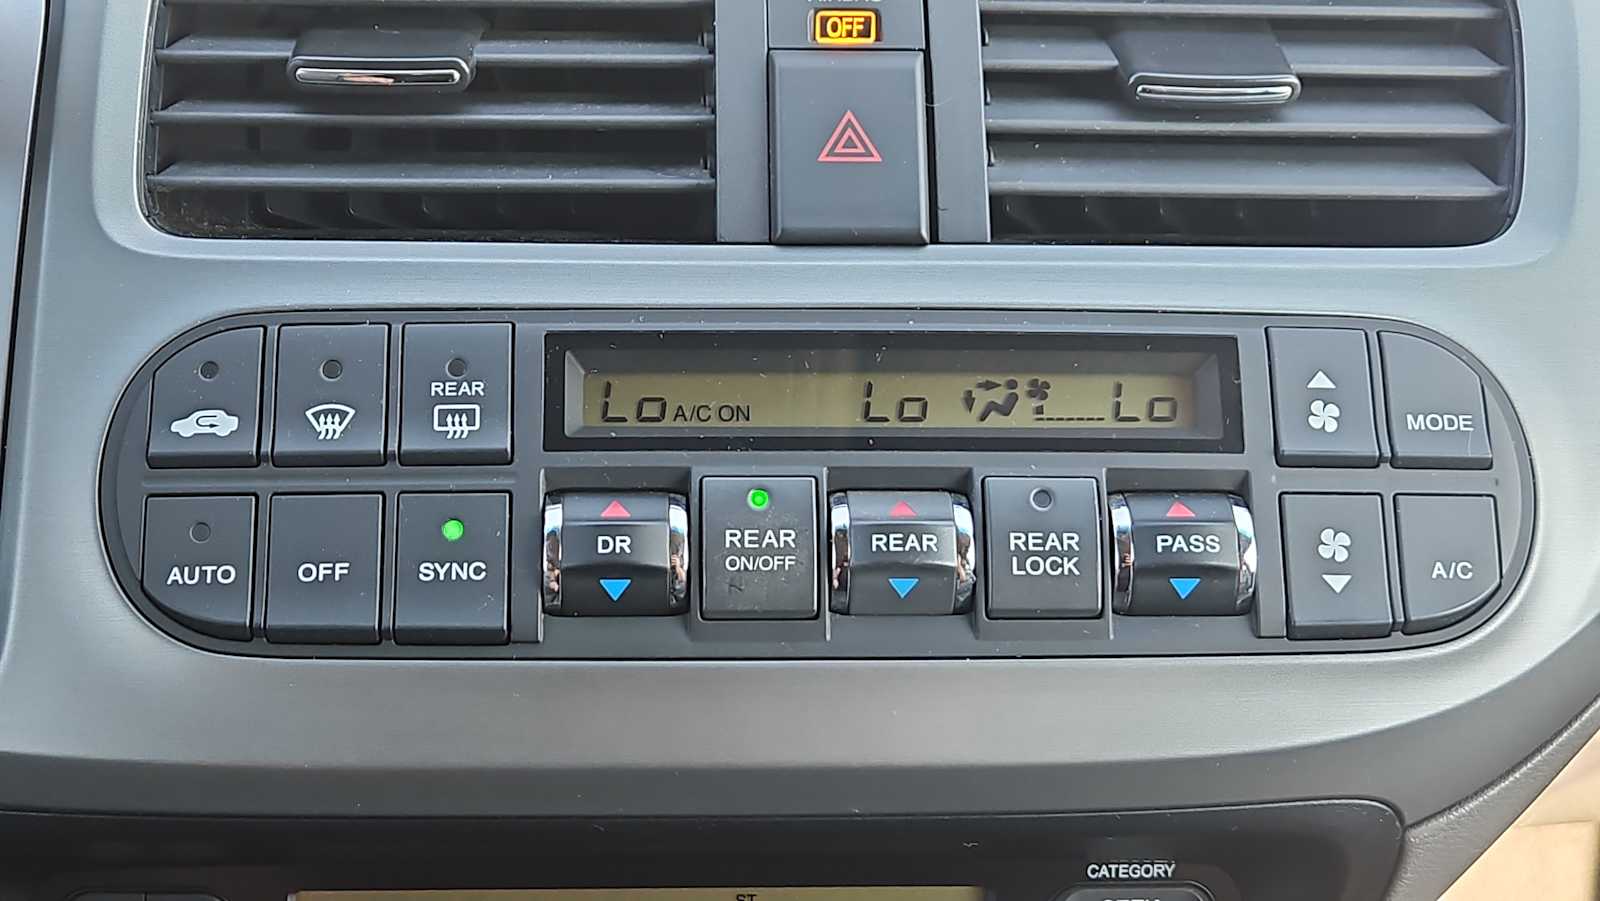 OFF
REAR
Lo A/C ON Lo Lo
MODE
AUTO
OFF
SYNC
DR
REAR
ON/OFF
REAR
REAR
LOCK
PASS
A/C
CATEGORY
ST